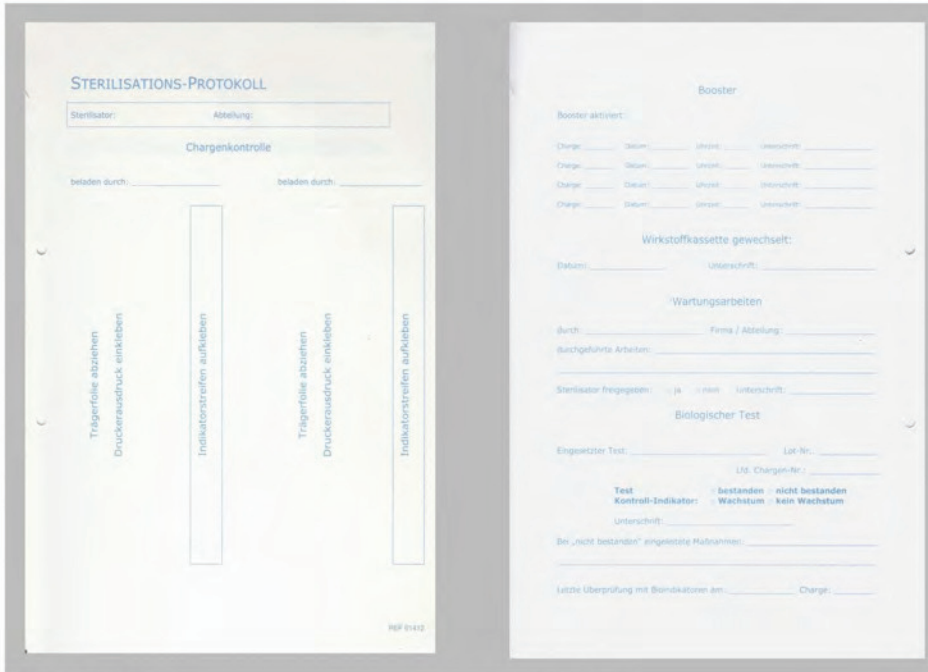 STERILISATIONS-PROTOKOLL
Sterilisator: Abteilung:
Chargenkontrolle
beladen durch: beladen durch:
Trägerfolie abziehen
Druckerausdruck einkleben
Indikatorstreifen aufkleben
Trägerfolie abziehen
Druckerausdruck einkleben
Indikatorstreifen aufkleben
REF 01412
Booster
Booster aktiviert:
Charge: Datum: Uhrzeit: Unterschrift:
Charge: Datum: Uhrzeit: Unterschrift:
Charge: Datum: Uhrzeit: Unterschrift:
Charge: Datum: Uhrzeit: Unterschrift:
Wirkstoffkassette gewechselt:
Datum: Unterschrift:
Wartungsarbeiten
durch: Firma / Abteilung:
durchgeführte Arbeiten:
Sterilisator freigegeben: ja nein Unterschrift:
Biologischer Test
Eingesetzter Test: Lot-Nr.:
Lfd. Chargen-Nr.:
Test bestanden nicht bestanden
Kontroll-Indikator: Wachstum kein Wachstum
Unterschrift:
Bei „nicht bestanden" eingeleitete Maßnahmen:
Letzte Überprüfung mit Bioindikatoren am: Charge: